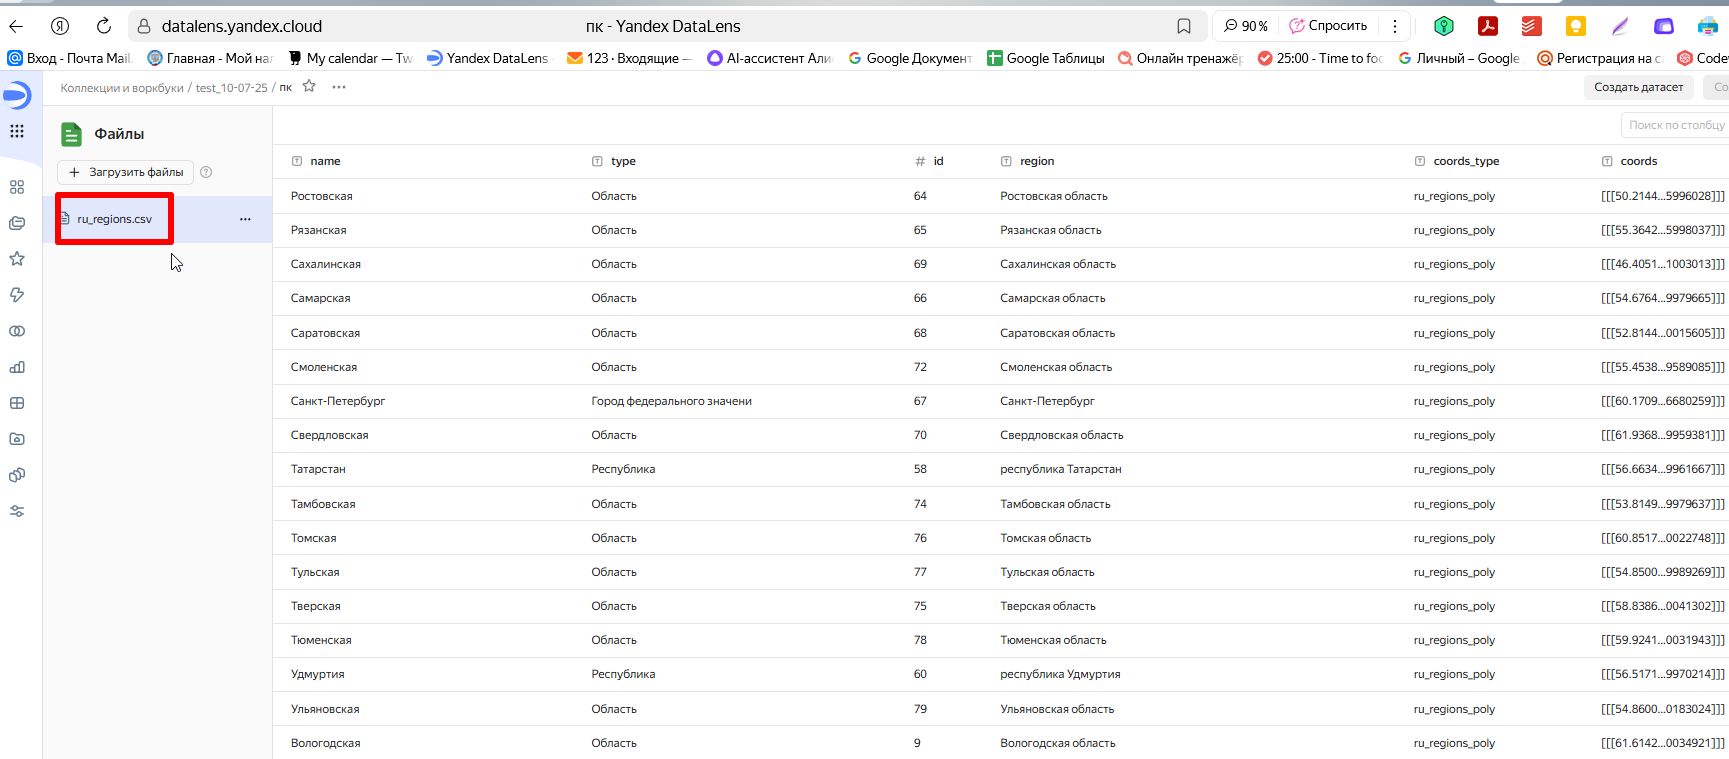 datalens.yandex.cloud пк - Yandex DataLens 90% Спросить
Вход - Почта Mail. Главная - Мой на My calendar — Tw Yandex DataLens 123 · Входящие — AI-ассистент Али Google Документ Google Таблицы Онлайн тренажёр 25:00 - Time to foc Личный – Google Регистрация на с Code
Коллекции и воркбуки / test_10-07-25 / пк Создать датасет Со
Файлы Поиск по столбцу
Загрузить файлы
ru_regions.csv
name type # id region coords_type coords
Ростовская Область 64 Ростовская область ru_regions_poly [[[50.2144...5996028]]]
Рязанская Область 65 Рязанская область ru_regions_poly [[[55.3642...5998037]]]
Сахалинская Область 69 Сахалинская область ru_regions_poly [[[46.4051...1003013]]]
Самарская Область 66 Самарская область ru_regions_poly [[[54.6764...9979665]]]
Саратовская Область 68 Саратовская область ru_regions_poly [[[52.8144...0015605]]]
Смоленская Область 72 Смоленская область ru_regions_poly [[[55.4538...9589085]]]
Санкт-Петербург Город федерального значени 67 Санкт-Петербург ru_regions_poly [[[60.1709...6680259]]]
Свердловская Область 70 Свердловская область ru_regions_poly [[[61.9368...9959381]]]
Татарстан Республика 58 республика Татарстан ru_regions_poly [[[56.6634...9961667]]]
Тамбовская Область 74 Тамбовская область ru_regions_poly [[[53.8149...9979637]]]
Томская Область 76 Томская область ru_regions_poly [[[60.8517...0022748]]]
Тульская Область 77 Тульская область ru_regions_poly [[[54.8500...9989269]]]
Тверская Область 75 Тверская область ru_regions_poly [[[58.8386...0041302]]]
Тюменская Область 78 Тюменская область ru_regions_poly [[[59.9241...0031943]]]
Удмуртия Республика 60 республика Удмуртия ru_regions_poly [[[56.5171...9970214]]]
Ульяновская Область 79 Ульяновская область ru_regions_poly [[[54.8600...0183024]]]
Вологодская Область 9 Вологодская область ru_regions_poly [[[61.6142...0034921]]]